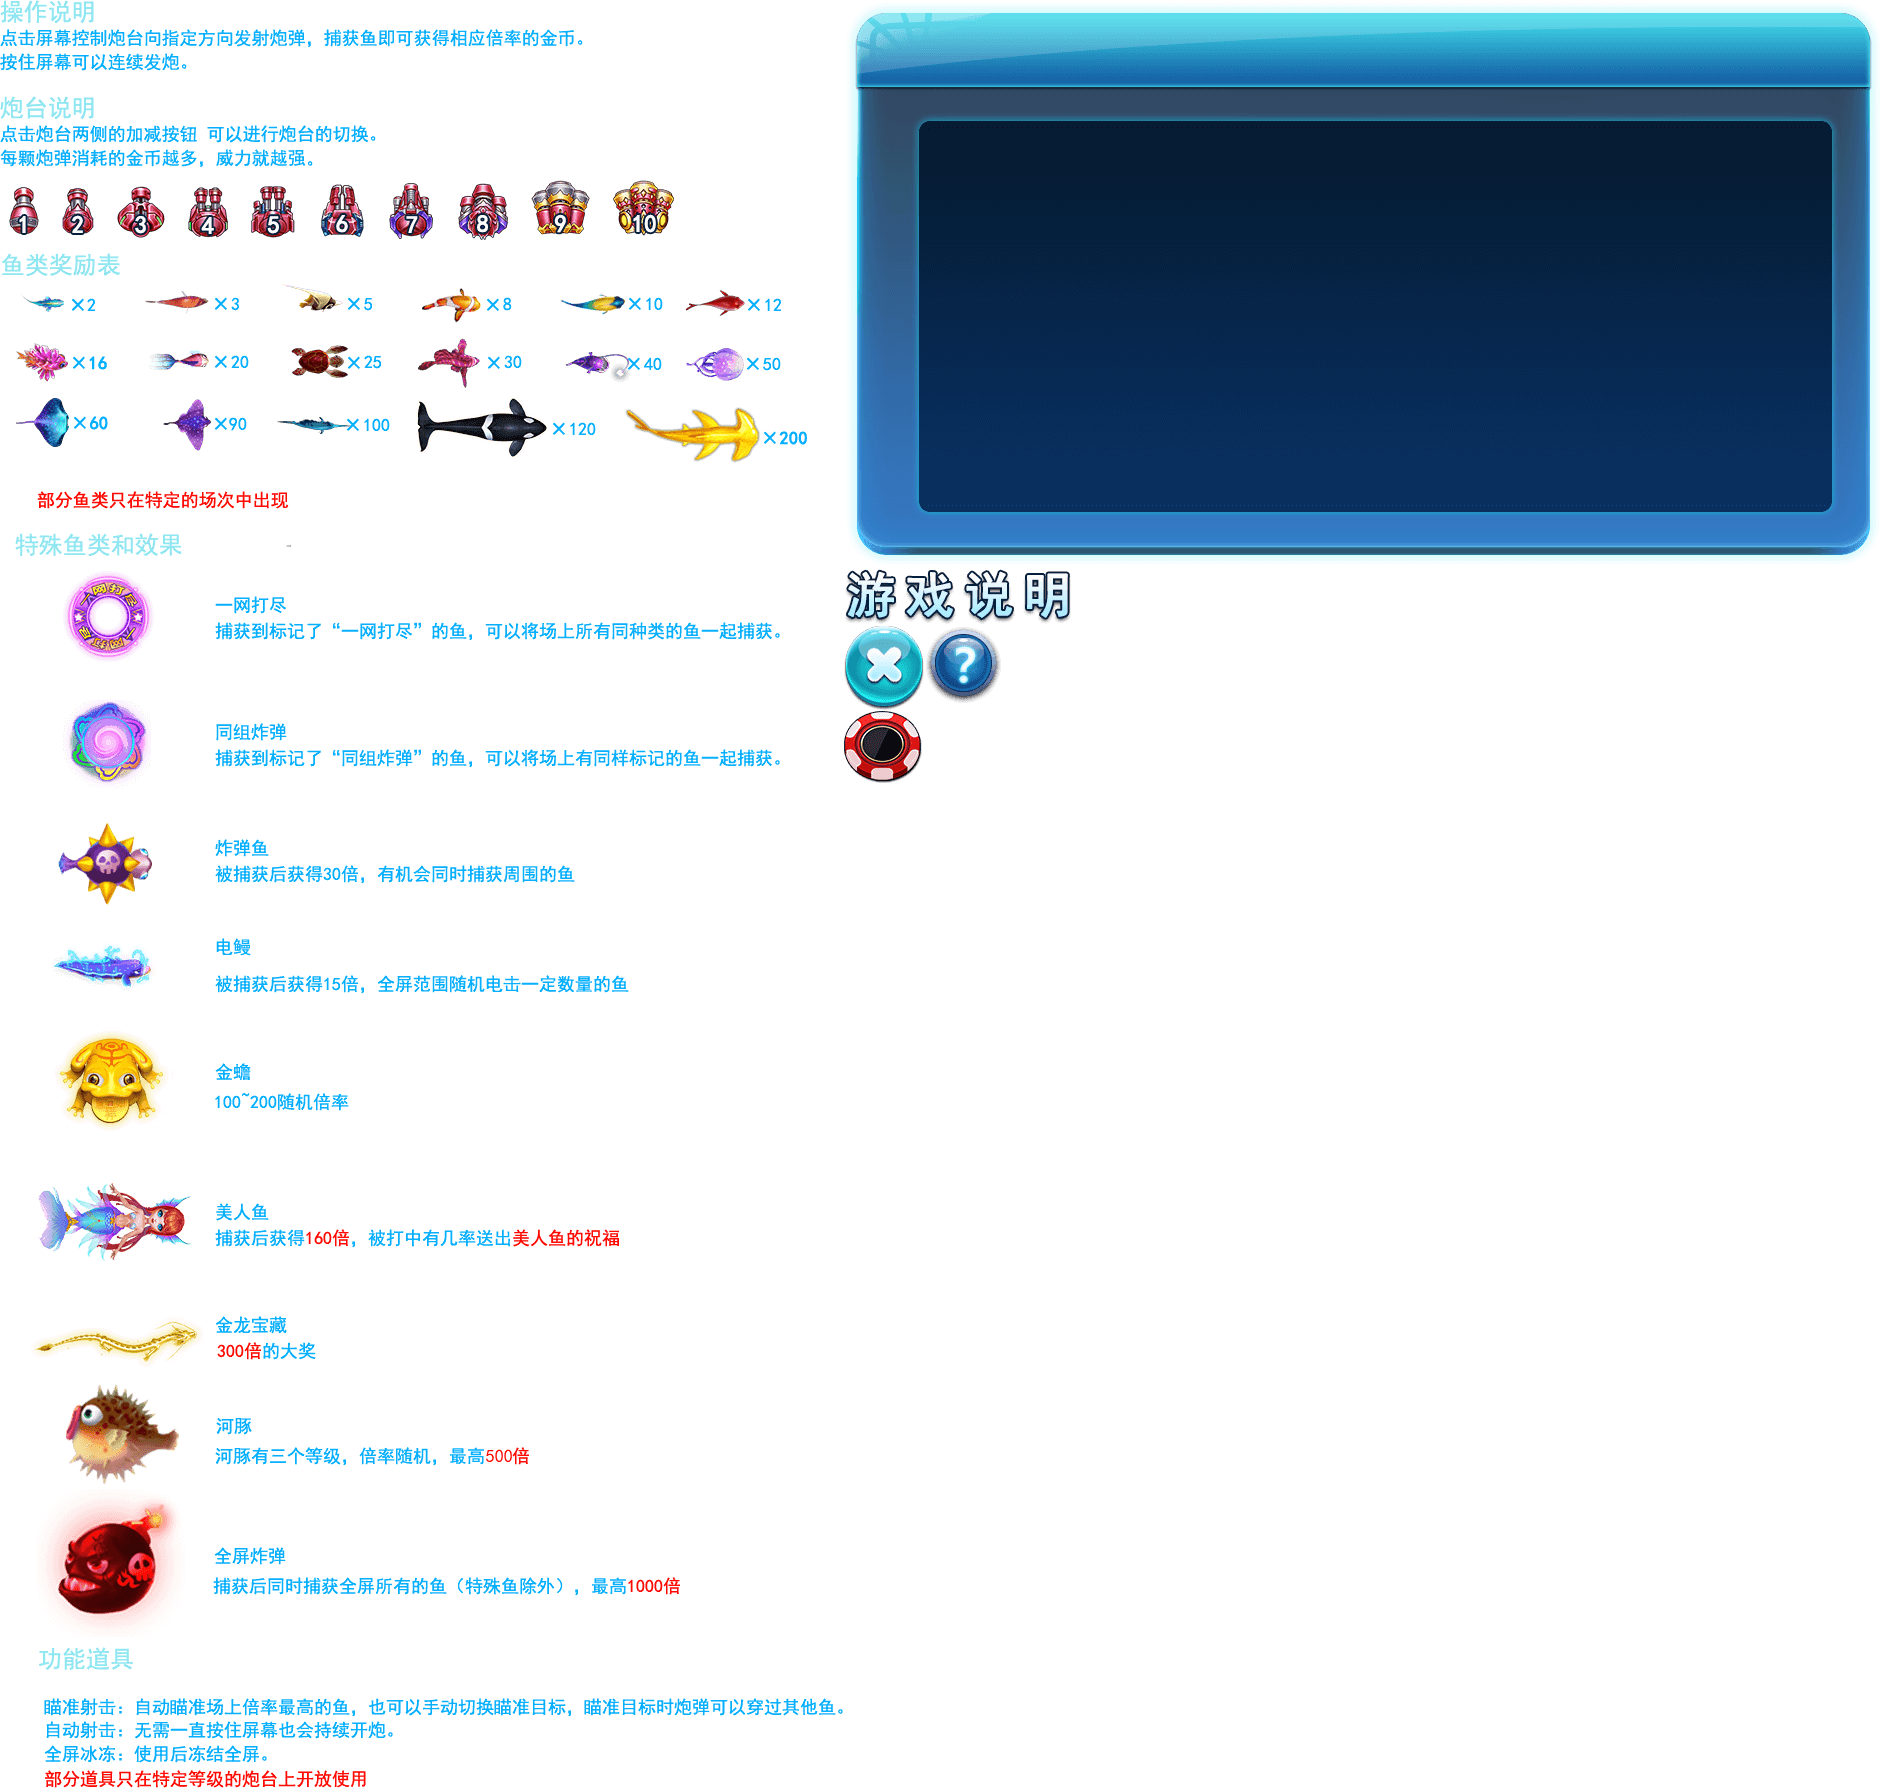 操作说明
点击屏幕控制炮台向指定方向发射炮弹，捕获鱼即可获得相应倍率的金币。
按住屏幕可以连续发炮。
炮台说明
点击炮台两侧的加减按钮 可以进行炮台的切换。
每颗炮弹消耗的金币越多，威力就越强。
1 2 3 4 5 6 7 8 9 10
鱼类奖励表
×2 ×3 ×5 ×8 ×10 ×12
×16 ×20 ×25 ×30 ×40 ×50
×60 ×90 ×100 ×120 ×200
部分鱼类只在特定的场次中出现
特殊鱼类和效果
一网打尽
一网打尽
一网打尽
捕获到标记了“一网打尽”的鱼，可以将场上所有同种类的鱼一起捕获。
同组炸弹
捕获到标记了“同组炸弹”的鱼，可以将场上有同样标记的鱼一起捕获。
炸弹鱼
被捕获后获得30倍，有机会同时捕获周围的鱼
电鳗
被捕获后获得15倍，全屏范围随机电击一定数量的鱼
金蟾
100~200随机倍率
美人鱼
捕获后获得160倍，被打中有几率送出美人鱼的祝福
金龙宝藏
300倍的大奖
河豚
河豚有三个等级，倍率随机，最高500倍
全屏炸弹
捕获后同时捕获全屏所有的鱼（特殊鱼除外），最高1000倍
功能道具
瞄准射击：自动瞄准场上倍率最高的鱼，也可以手动切换瞄准目标，瞄准目标时炮弹可以穿过其他鱼。
自动射击：无需一直按住屏幕也会持续开炮。
全屏冰冻：使用后冻结全屏。
部分道具只在特定等级的炮台上开放使用
游戏说明
?